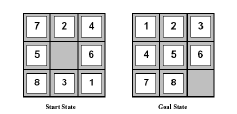 7 2 4
5 6
8 3 1
Start State
1 2 3
4 5 6
7 8
Goal State